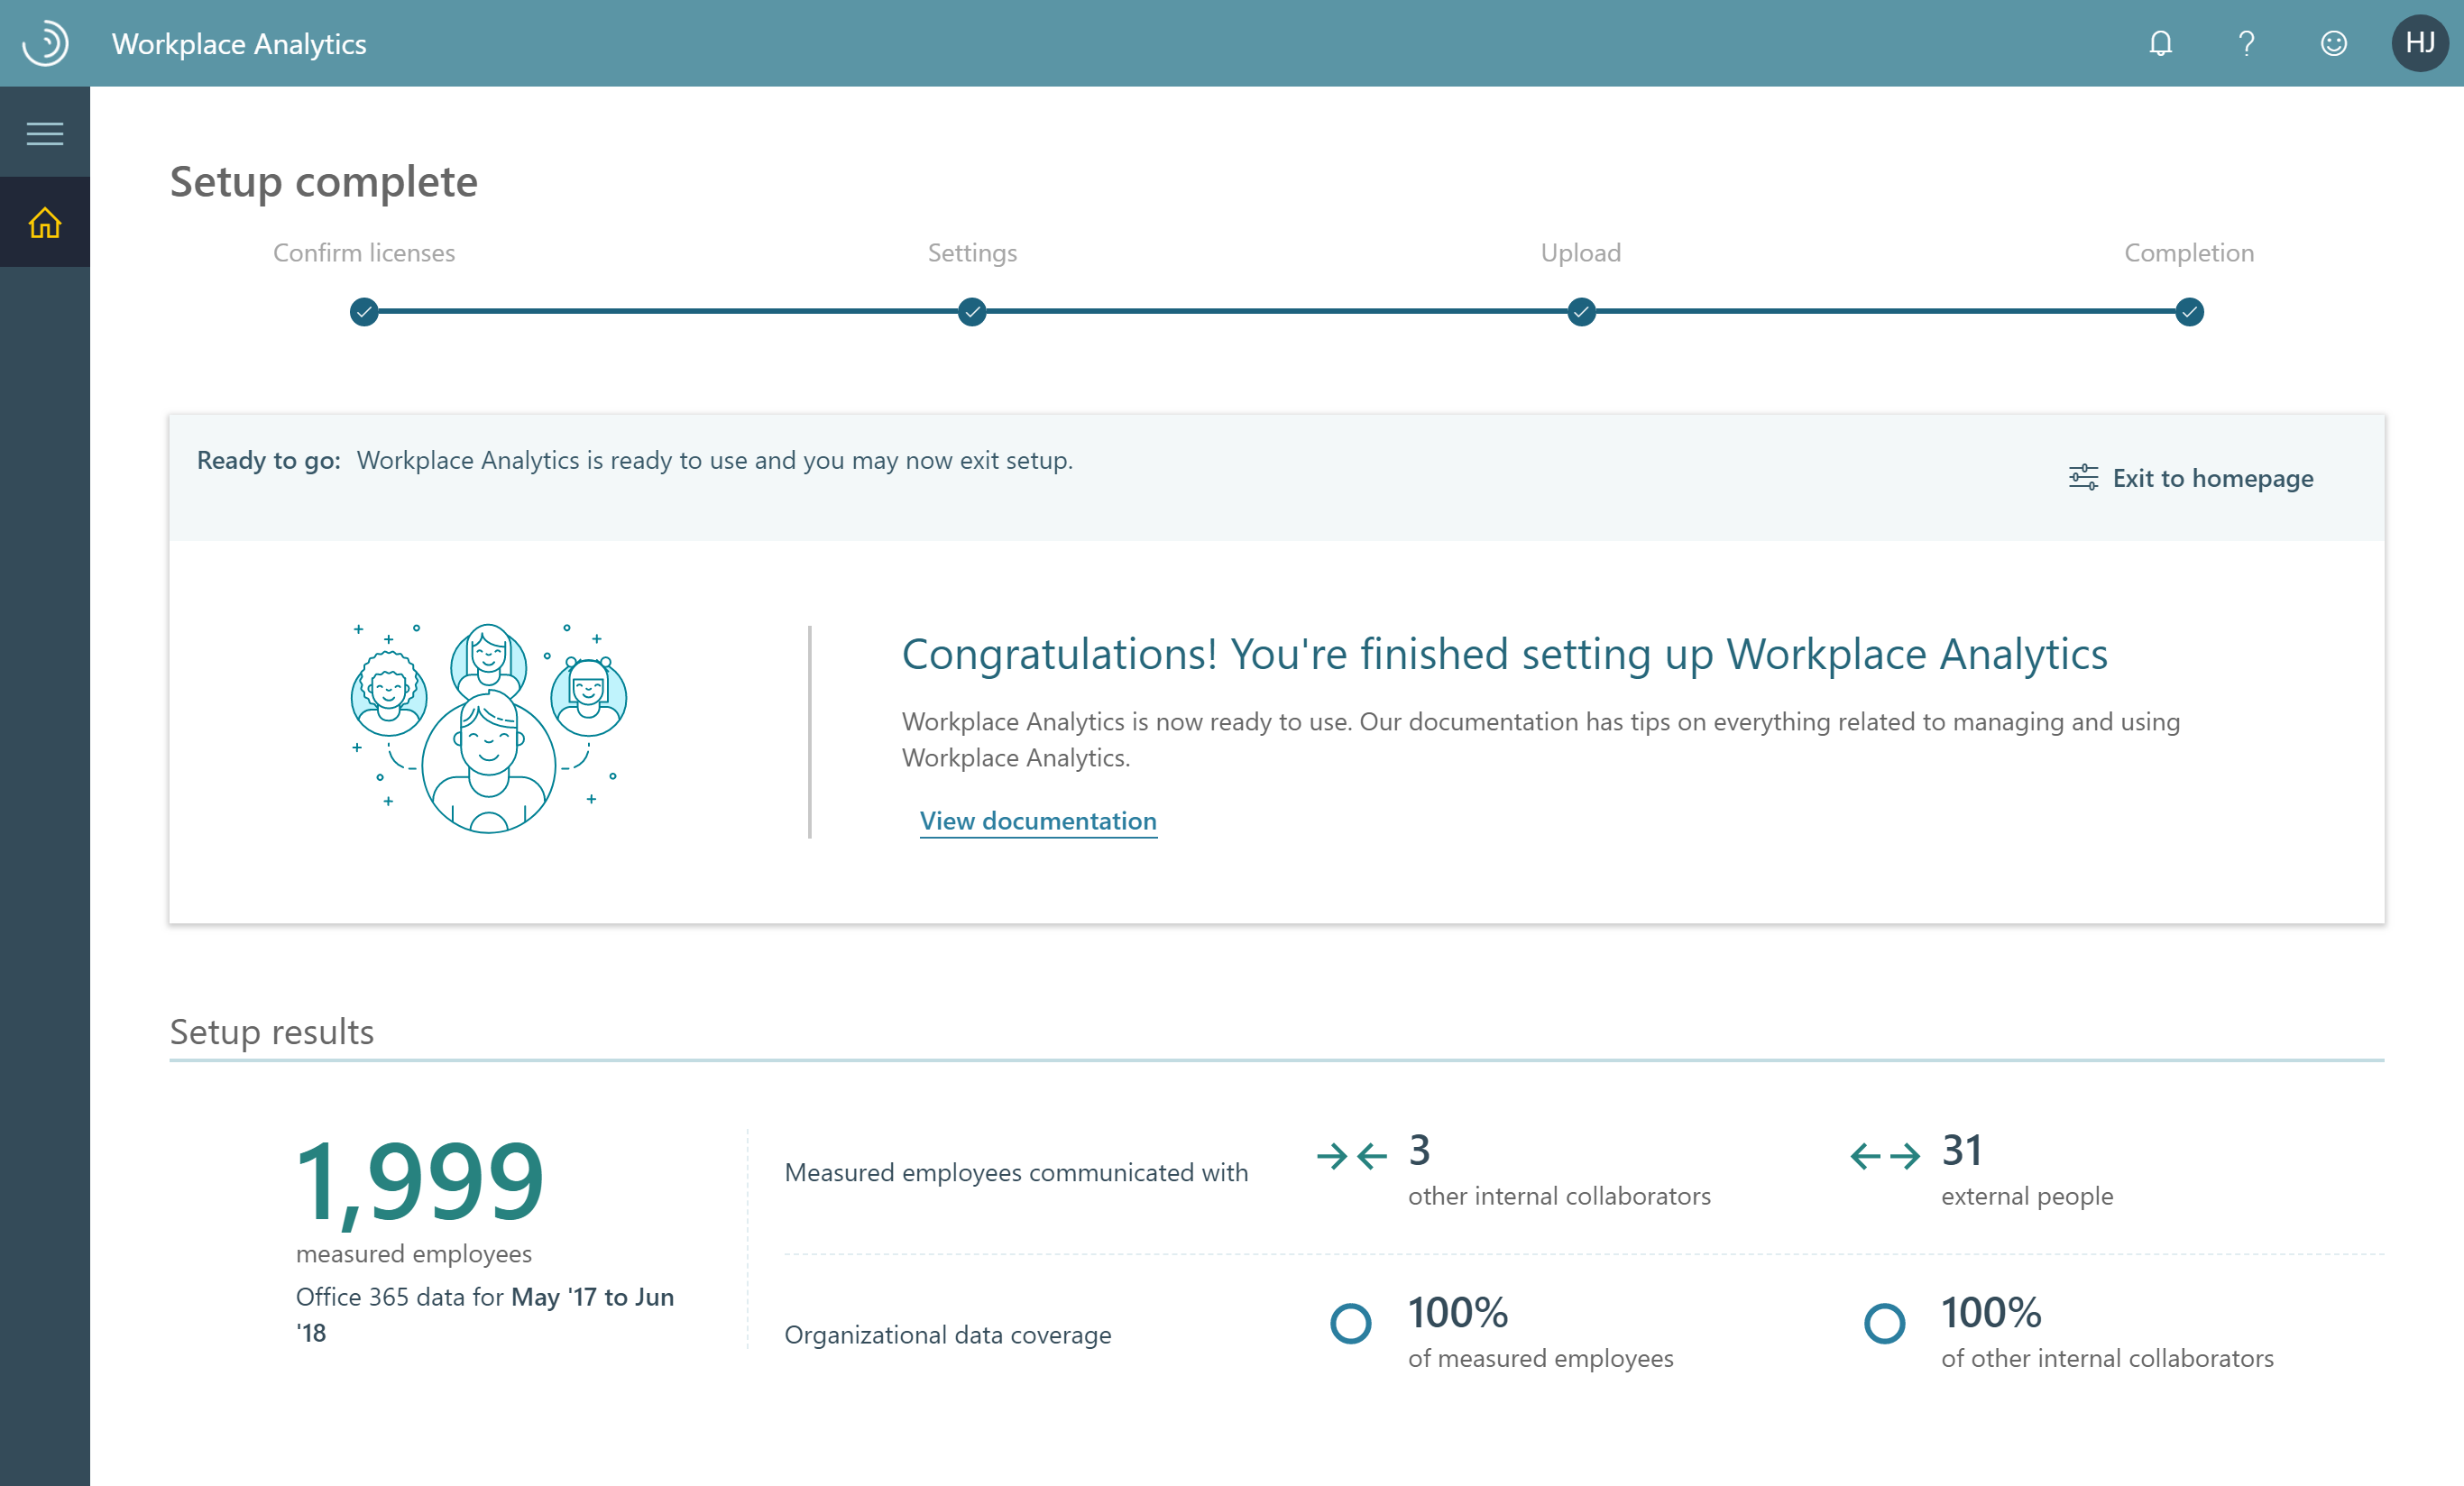 Workplace Analytics
?
HJ
Setup complete
Confirm licenses
Settings
Upload
Completion
Ready to go: Workplace Analytics is ready to use and you may now exit setup.
Exit to homepage
Congratulations! You're finished setting up Workplace Analytics
Workplace Analytics is now ready to use. Our documentation has tips on everything related to managing and using
Workplace Analytics.
View documentation
Setup results
1,999
measured employees
Office 365 data for May '17 to Jun
'18
Measured employees communicated with
3
other internal collaborators
31
external people
Organizational data coverage
100%
of measured employees
100%
of other internal collaborators